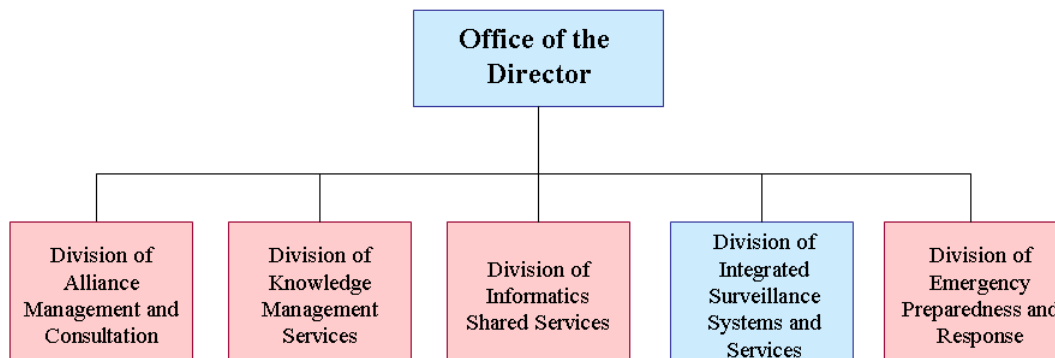 Office of the
Director
Division of
Alliance
Management and
Consultation
Division of
Knowledge
Management
Services
Division of
Informatics
Shared Services
Division of
Integrated
Surveillance
Systems and
Services
Division of
Emergency
Preparedness and
Response